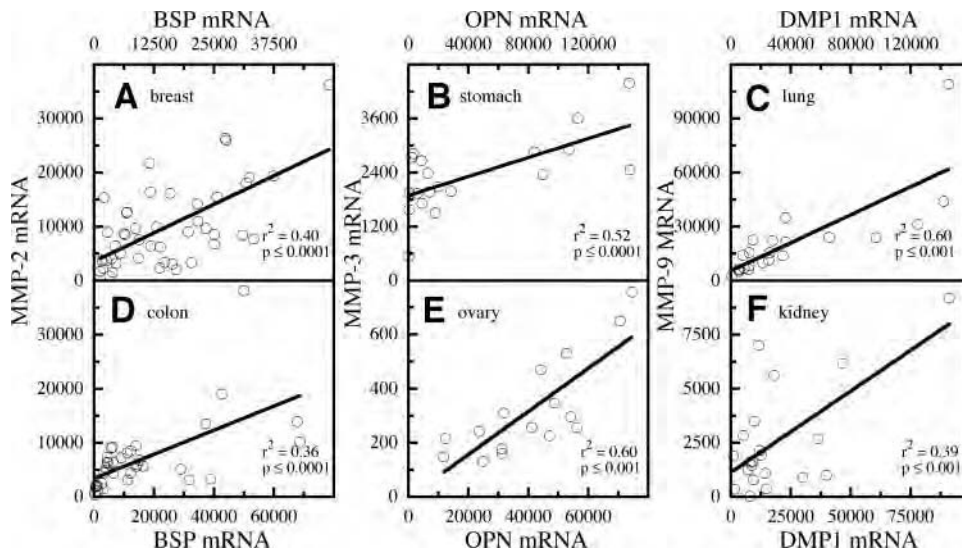 BSP mRNA OPN mRNA DMP1 mRNA
0 12500 25000 37500 0 40000 80000 120000 0 40000 80000 120000
A breast B stomach C lung
30000 20000 10000 0
3600 2400 1200 0
90000 60000 30000 0
r² = 0.40
p ≤ 0.0001
r² = 0.52
p ≤ 0.0001
r² = 0.60
p ≤ 0.001
MMP-2 mRNA
MMP-3 mRNA
MMP-9 MRNA
D colon E ovary F kidney
30000 20000 10000 0
600 400 200 0
7500 5000 2500 0
r² = 0.36
p ≤ 0.0001
r² = 0.60
p ≤ 0.001
r² = 0.39
p ≤ 0.001
0 20000 40000 60000 0 20000 40000 60000 0 20000 40000 60000
BSP mRNA OPN mRNA DMP1 mRNA